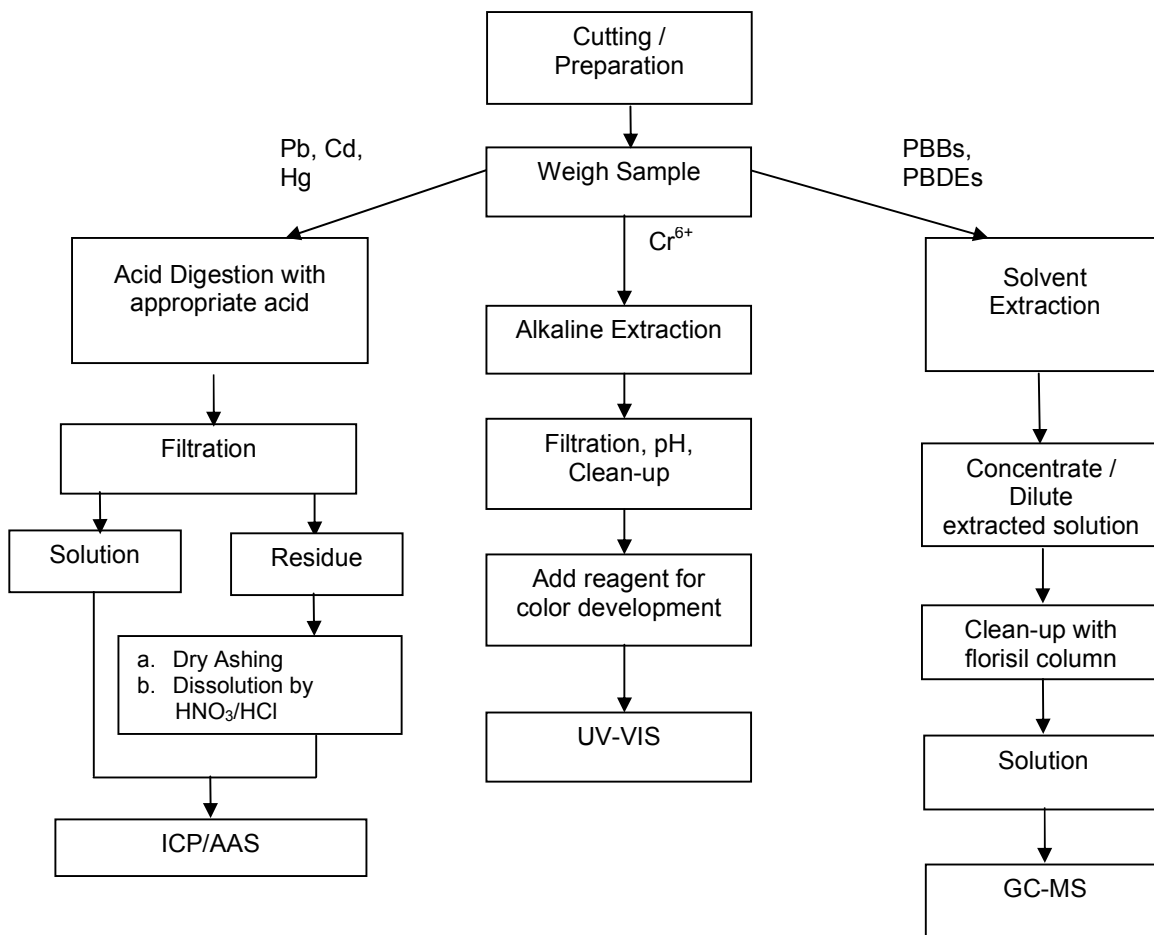 Cutting /
Preparation
Pb, Cd,
Hg
Weigh Sample
PBBs,
PBDEs
Cr⁶⁺
Acid Digestion with
appropriate acid
Alkaline Extraction
Solvent
Extraction
Filtration
Filtration, pH,
Clean-up
Concentrate /
Dilute
extracted solution
Solution
Residue
Add reagent for
color development
Clean-up with
florisil column
a. Dry Ashing
b. Dissolution by
HNO₃/HCl
UV-VIS
Solution
ICP/AAS
GC-MS